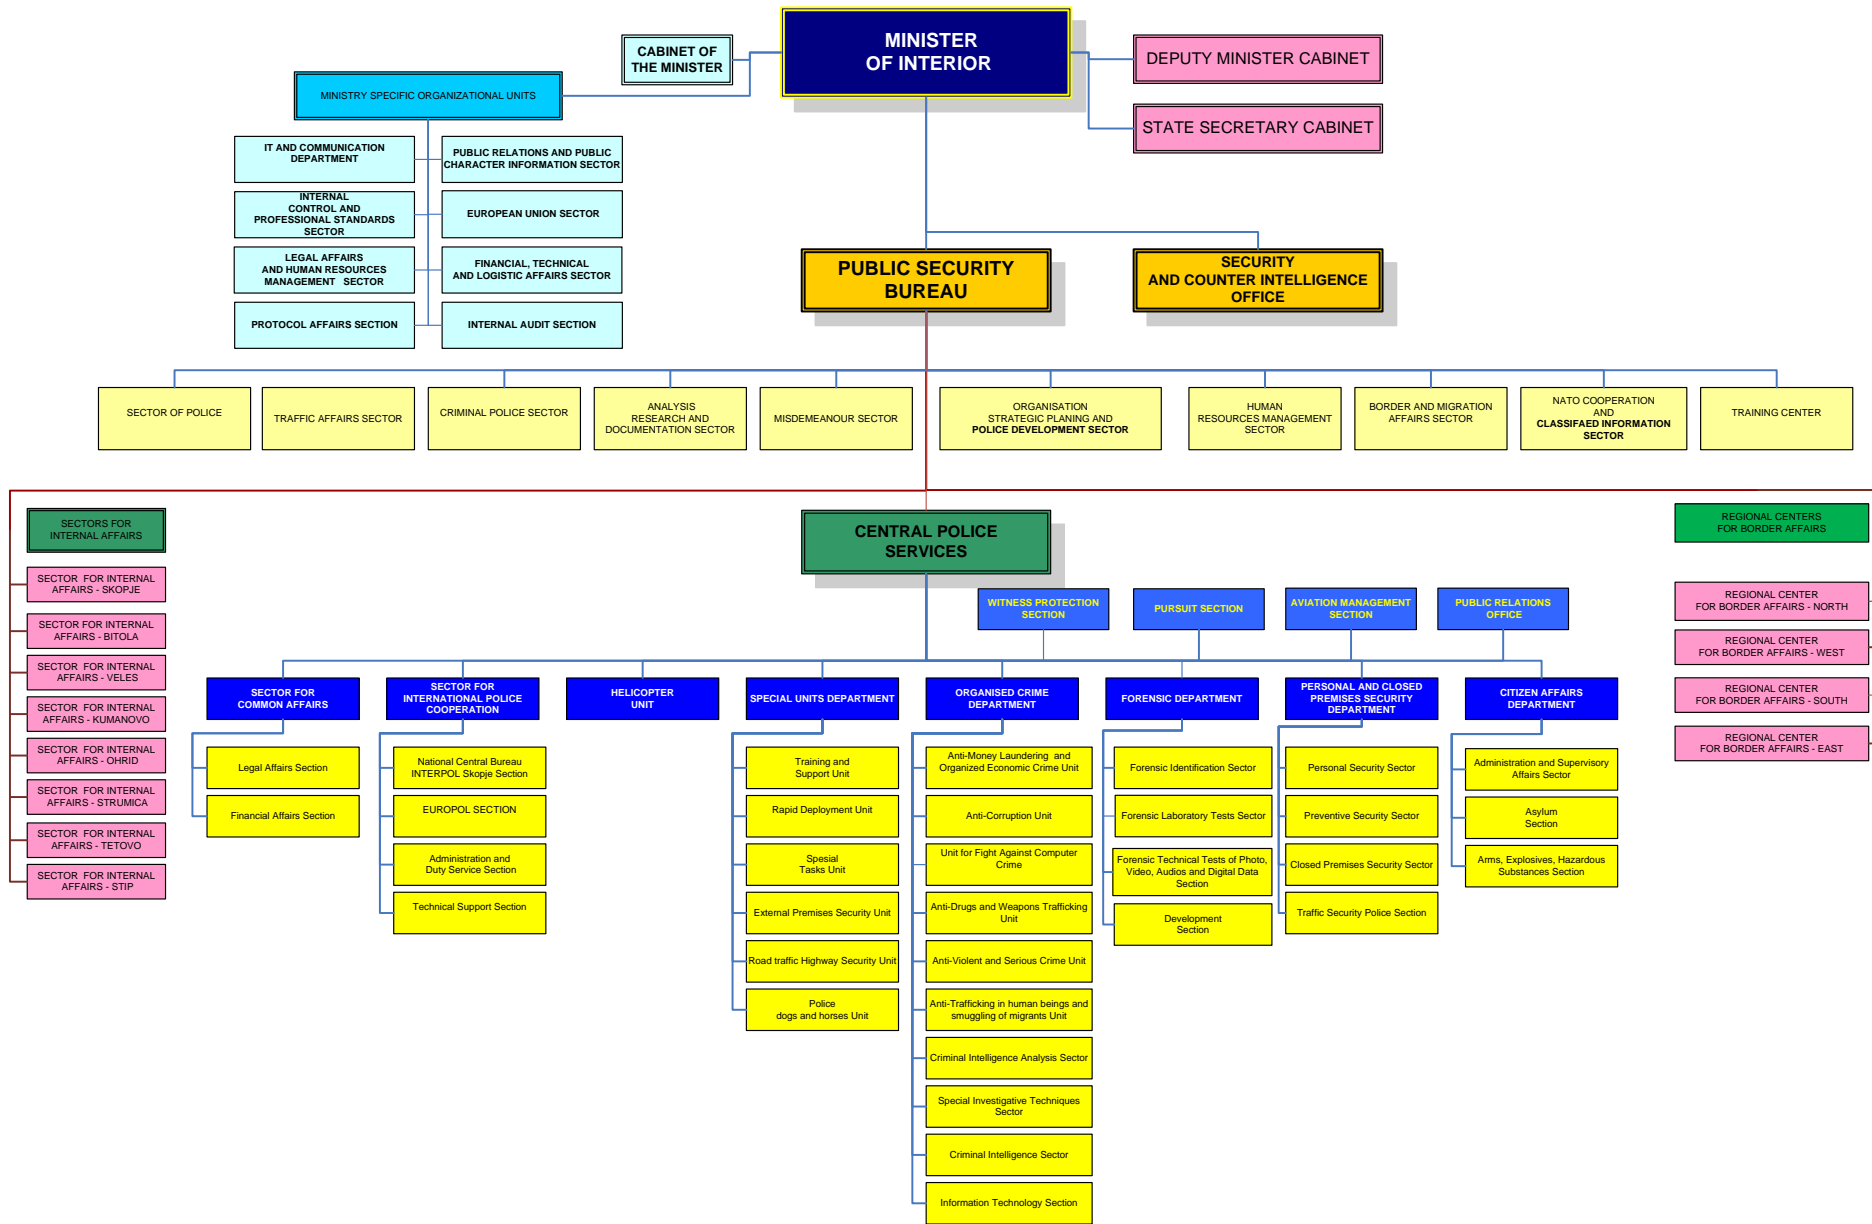 MINISTER
OF INTERIOR
CABINET OF
THE MINISTER
DEPUTY MINISTER CABINET
STATE SECRETARY CABINET
MINISTRY SPECIFIC ORGANIZATIONAL UNITS
IT AND COMMUNICATION
DEPARTMENT
PUBLIC RELATIONS AND PUBLIC
CHARACTER INFORMATION SECTOR
INTERNAL
CONTROL AND
PROFESSIONAL STANDARDS
SECTOR
EUROPEAN UNION SECTOR
LEGAL AFFAIRS
AND HUMAN RESOURCES
MANAGEMENT SECTOR
FINANCIAL, TECHNICAL
AND LOGISTIC AFFAIRS SECTOR
PROTOCOL AFFAIRS SECTION
INTERNAL AUDIT SECTION
PUBLIC SECURITY
BUREAU
SECURITY
AND COUNTER INTELLIGENCE
OFFICE
SECTOR OF POLICE
TRAFFIC AFFAIRS SECTOR
CRIMINAL POLICE SECTOR
ANALYSIS
RESEARCH AND
DOCUMENTATION SECTOR
MISDEMEANOUR SECTOR
ORGANISATION
STRATEGIC PLANING AND
POLICE DEVELOPMENT SECTOR
HUMAN
RESOURCES MANAGEMENT
SECTOR
BORDER AND MIGRATION
AFFAIRS SECTOR
NATO COOPERATION
AND
CLASSIFAED INFORMATION
SECTOR
TRAINING CENTER
SECTORS FOR
INTERNAL AFFAIRS
SECTOR FOR INTERNAL
AFFAIRS - SKOPJE
SECTOR FOR INTERNAL
AFFAIRS - BITOLA
SECTOR FOR INTERNAL
AFFAIRS - VELES
SECTOR FOR INTERNAL
AFFAIRS - KUMANOVO
SECTOR FOR INTERNAL
AFFAIRS - OHRID
SECTOR FOR INTERNAL
AFFAIRS - STRUMICA
SECTOR FOR INTERNAL
AFFAIRS - TETOVO
SECTOR FOR INTERNAL
AFFAIRS - STIP
CENTRAL POLICE
SERVICES
WITNESS PROTECTION
SECTION
PURSUIT SECTION
AVIATION MANAGEMENT
SECTION
PUBLIC RELATIONS
OFFICE
SECTOR FOR
COMMON AFFAIRS
Legal Affairs Section
Financial Affairs Section
SECTOR FOR
INTERNATIONAL POLICE
COOPERATION
National Central Bureau
INTERPOL Skopje Section
EUROPOL SECTION
Administration and
Duty Service Section
Technical Support Section
HELICOPTER
UNIT
SPECIAL UNITS DEPARTMENT
Training and
Support Unit
Rapid Deployment Unit
Spesial
Tasks Unit
External Premises Security Unit
Road traffic Highway Security Unit
Police
dogs and horses Unit
ORGANISED CRIME
DEPARTMENT
Anti-Money Laundering and
Organized Economic Crime Unit
Anti-Corruption Unit
Unit for Fight Against Computer
Crime
Anti-Drugs and Weapons Trafficking
Unit
Anti-Violent and Serious Crime Unit
Anti-Trafficking in human beings and
smuggling of migrants Unit
Criminal Intelligence Analysis Sector
Special Investigative Techniques
Sector
Criminal Intelligence Sector
Information Technology Section
FORENSIC DEPARTMENT
Forensic Identification Sector
Forensic Laboratory Tests Sector
Forensic Technical Tests of Photo,
Video, Audios and Digital Data
Section
Development
Section
PERSONAL AND CLOSED
PREMISES SECURITY
DEPARTMENT
Personal Security Sector
Preventive Security Sector
Closed Premises Security Sector
Traffic Security Police Section
CITIZEN AFFAIRS
DEPARTMENT
Administration and Supervisory
Affairs Sector
Asylum
Section
Arms, Explosives, Hazardous
Substances Section
REGIONAL CENTERS
FOR BORDER AFFAIRS
REGIONAL CENTER
FOR BORDER AFFAIRS - NORTH
REGIONAL CENTER
FOR BORDER AFFAIRS - WEST
REGIONAL CENTER
FOR BORDER AFFAIRS - SOUTH
REGIONAL CENTER
FOR BORDER AFFAIRS - EAST